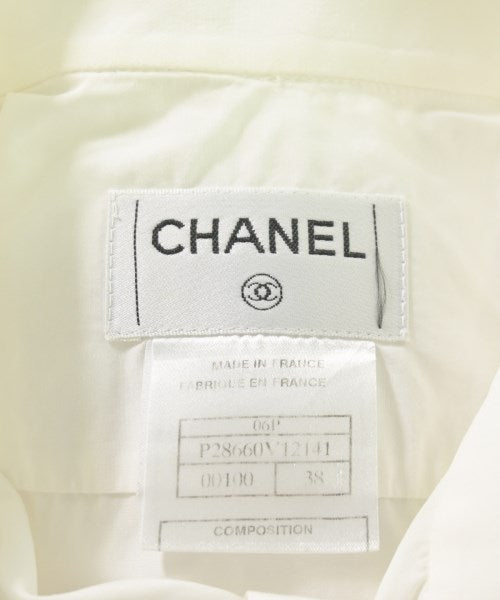 CHANEL
MADE IN FRANCE
FABRIQUE EN FRANCE
06P
P28660V12141
00100 38
COMPOSITION